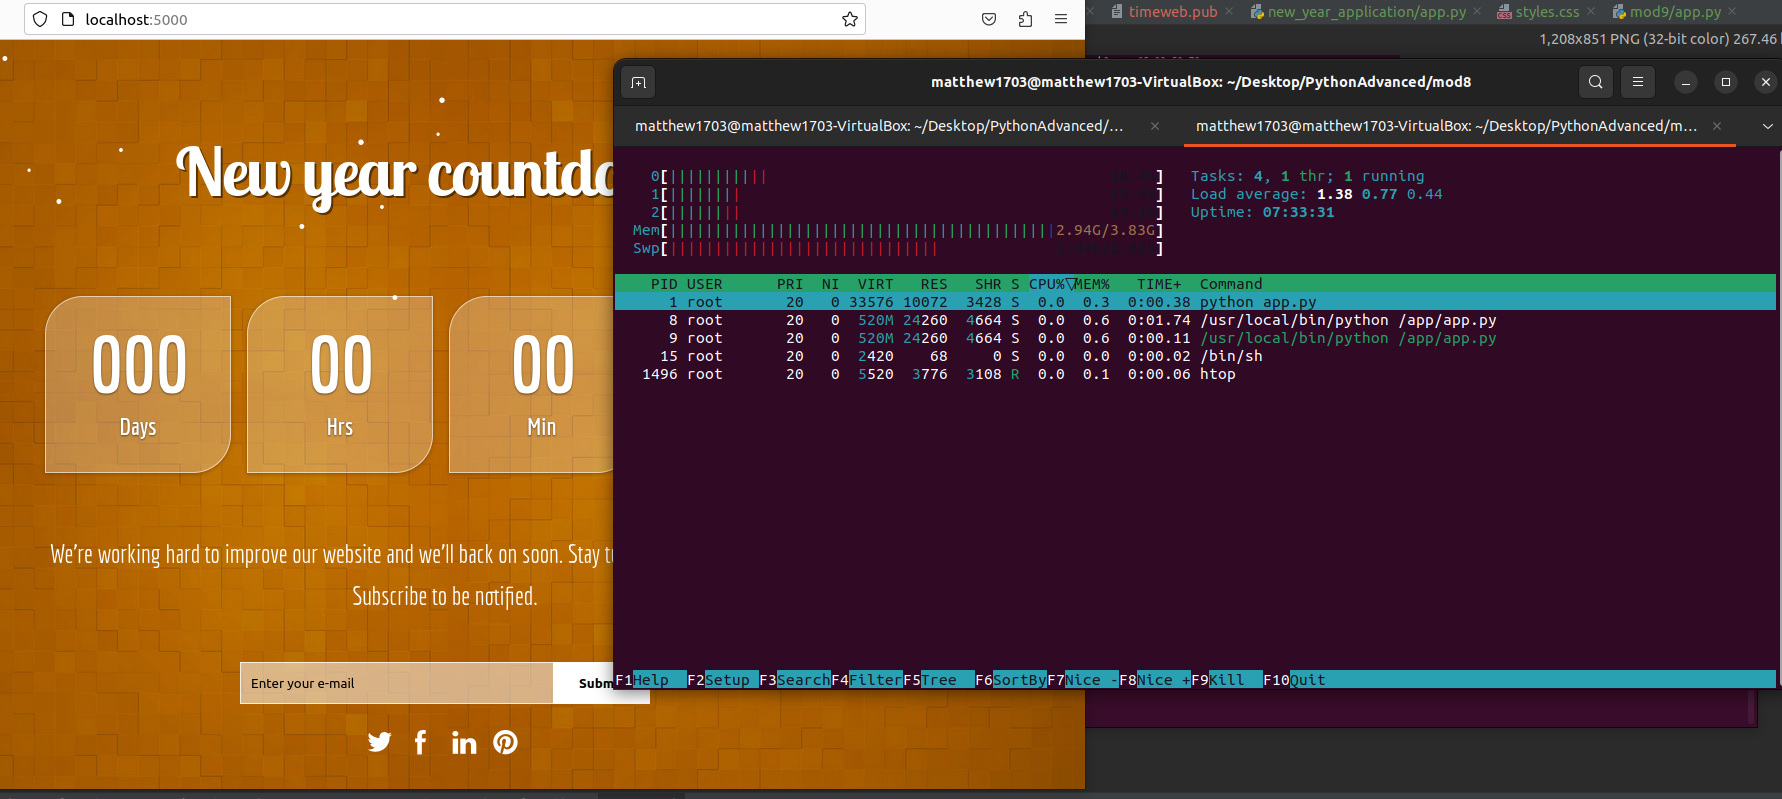 localhost:5000
timeweb.pub
new_year_application/app.py
styles.css
mod9/app.py
1,208x851 PNG (32-bit color) 267.46
matthew1703@matthew1703-VirtualBox: ~/Desktop/PythonAdvanced/mod8
matthew1703@matthew1703-VirtualBox: ~/Desktop/PythonAdvanced/...
matthew1703@matthew1703-VirtualBox: ~/Desktop/PythonAdvanced/m...
New year countdo
000
Days
00
Hrs
00
Min
We're working hard to improve our website and we'll back on soon. Stay t
Subscribe to be notified.
Enter your e-mail
Subm
0[ ] Tasks: 4, 1 thr; 1 running
1[ ] Load average: 1.38 0.77 0.44
2[ ] Uptime: 07:33:31
Mem[ 2.94G/3.83G]
Swp[ ]
PID USER PRI NI VIRT RES SHR S CPU%▽MEM% TIME+ Command
1 root 20 0 33576 10072 3428 S 0.0 0.3 0:00.38 python app.py
8 root 20 0 520M 24260 4664 S 0.0 0.6 0:01.74 /usr/local/bin/python /app/app.py
9 root 20 0 520M 24260 4664 S 0.0 0.6 0:00.11 /usr/local/bin/python /app/app.py
15 root 20 0 2420 68 0 S 0.0 0.0 0:00.02 /bin/sh
1496 root 20 0 5520 3776 3108 R 0.0 0.1 0:00.06 htop
F1Help F2Setup F3SearchF4FilterF5Tree F6SortByF7Nice -F8Nice +F9Kill F10Quit